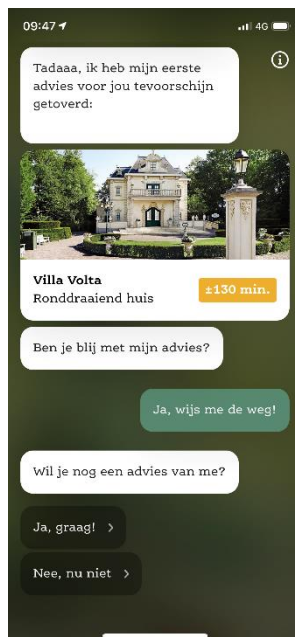 09:47
4G
Tadaaa, ik heb mijn eerste
advies voor jou tevoorschijn
getoverd:
Villa Volta
Ronddraaiend huis
±130 min.
Ben je blij met mijn advies?
Ja, wijs me de weg!
Wil je nog een advies van me?
Ja, graag!
Nee, nu niet